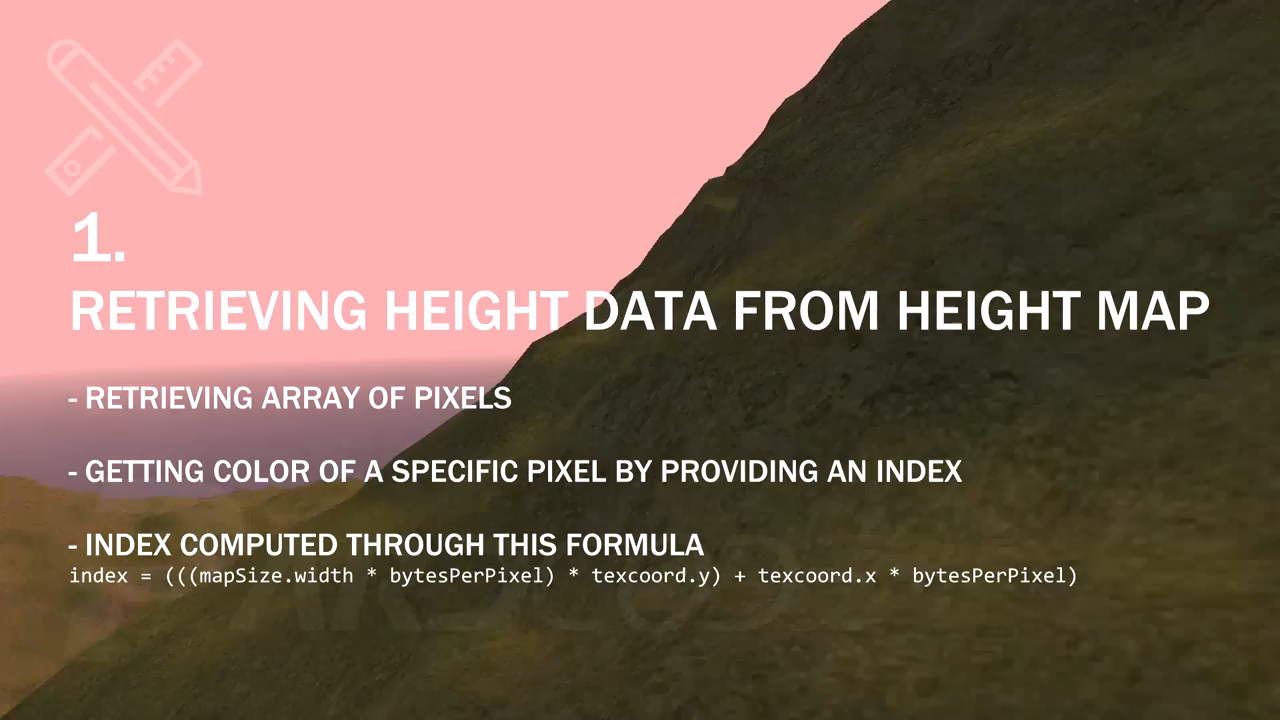 1.
RETRIEVING HEIGHT DATA FROM HEIGHT MAP
- RETRIEVING ARRAY OF PIXELS
- GETTING COLOR OF A SPECIFIC PIXEL BY PROVIDING AN INDEX
- INDEX COMPUTED THROUGH THIS FORMULA
index = (((mapSize.width * bytesPerPixel) * texcoord.y) + texcoord.x * bytesPerPixel)